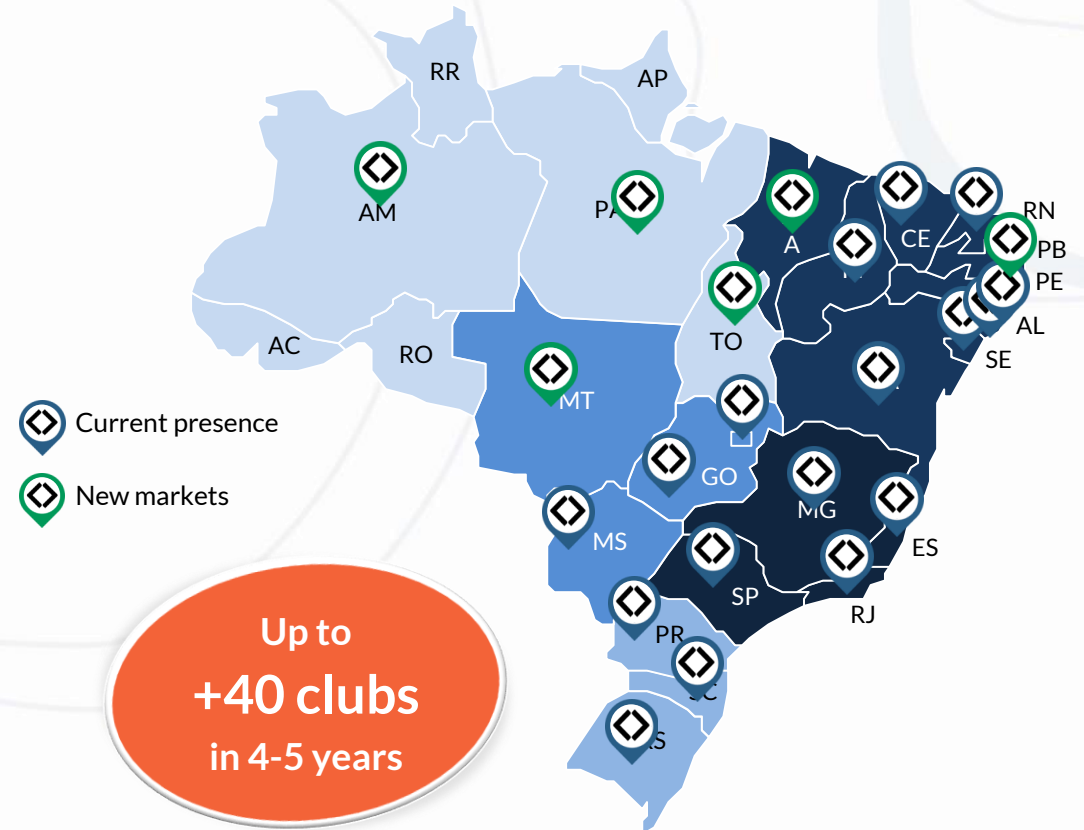 RR
AP
AM
RN
CE
A
PB
PE
AL
TO
SE
AC
RO
MT
Current presence
GO
New markets
MG
MS
ES
SP
RJ
Up to
PR
+40 clubs
in 4-5 years